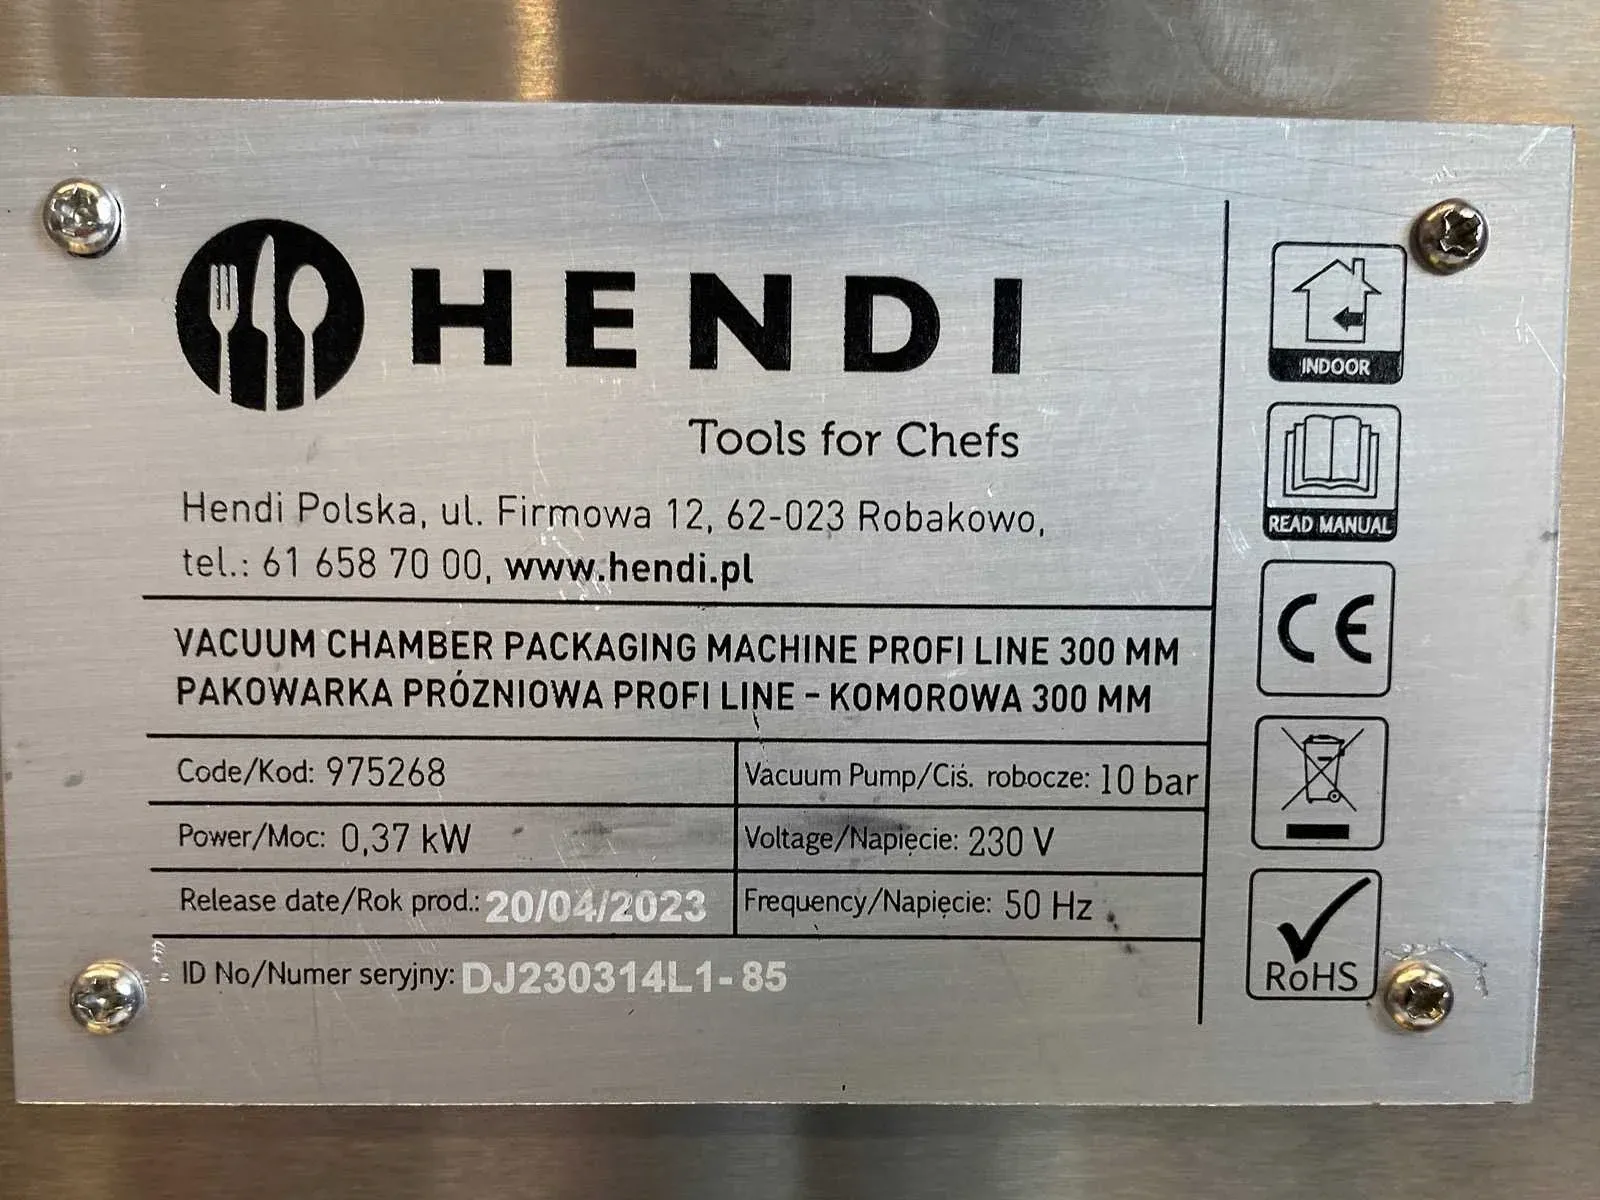 HENDI
Tools for Chefs
Hendi Polska, ul. Firmowa 12, 62-023 Robakowo,
tel.: 61 658 70 00, www.hendi.pl
VACUUM CHAMBER PACKAGING MACHINE PROFI LINE 300 MM
PAKOWARKA PRÓZNIOWA PROFI LINE - KOMOROWA 300 MM
Code/Kod: 975268
Vacuum Pump/Ciś. robocze: 10 bar
Power/Moc: 0,37 kW
Voltage/Napięcie: 230 V
Release date/Rok prod.: 20/04/2023
Frequency/Napięcie: 50 Hz
ID No/Numer seryjny: DJ230314L1-85
INDOOR
READ MANUAL
CE
RoHS